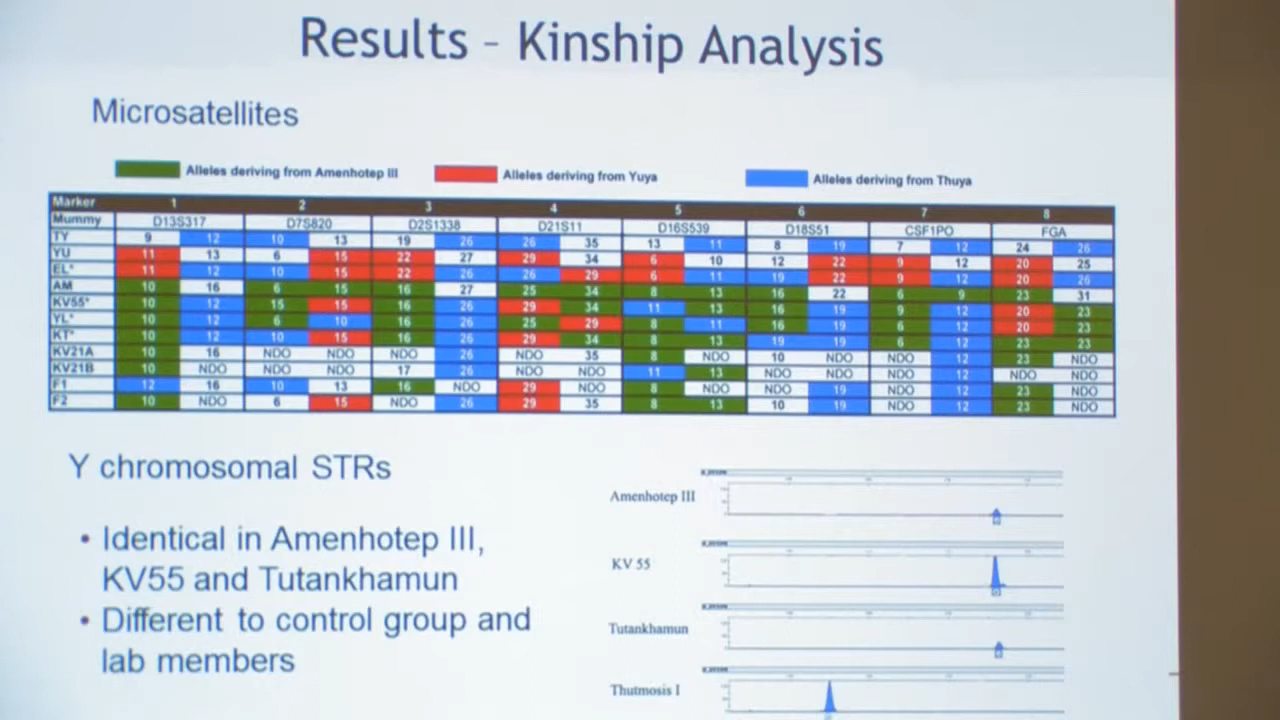 Results - Kinship Analysis
Microsatellites
Alleles deriving from Amenhotep III Alleles deriving from Yuya Alleles deriving from Thuya
Marker 1 2 3 4 5 6 7 8
Mummy D13S317 D7S820 D2S1338 D21S11 D16S539 D18S51 CSF1PO FGA
TY 9 12 10 13 19 26 26 35 13 11 8 19 7 12 24 26
YU 11 13 6 15 22 27 29 34 6 10 12 22 9 12 20 25
EL* 11 12 10 15 22 26 26 29 6 11 19 22 9 12 20 26
AM 10 16 6 15 16 27 25 34 8 13 16 22 6 9 23 31
KV55* 10 12 15 15 16 26 29 34 11 13 16 19 9 12 20 23
YL* 10 12 6 10 16 26 25 29 8 11 16 19 6 12 20 23
KT* 10 12 10 15 16 26 29 34 8 13 19 19 6 12 23 23
KV21A 10 16 NDO NDO NDO 26 NDO 35 8 NDO 10 NDO NDO 12 23 NDO
KV21B 10 NDO NDO NDO 17 26 NDO NDO 11 13 NDO NDO NDO 12 NDO NDO
F1 12 16 10 13 16 NDO 29 NDO 8 NDO NDO 19 NDO 12 23 NDO
F2 10 NDO 6 15 NDO 26 29 35 8 13 10 19 NDO 12 23 NDO
Y chromosomal STRs
• Identical in Amenhotep III,
KV55 and Tutankhamun
• Different to control group and
lab members
Amenhotep III
KV 55
Tutankhamun
Thutmosis I